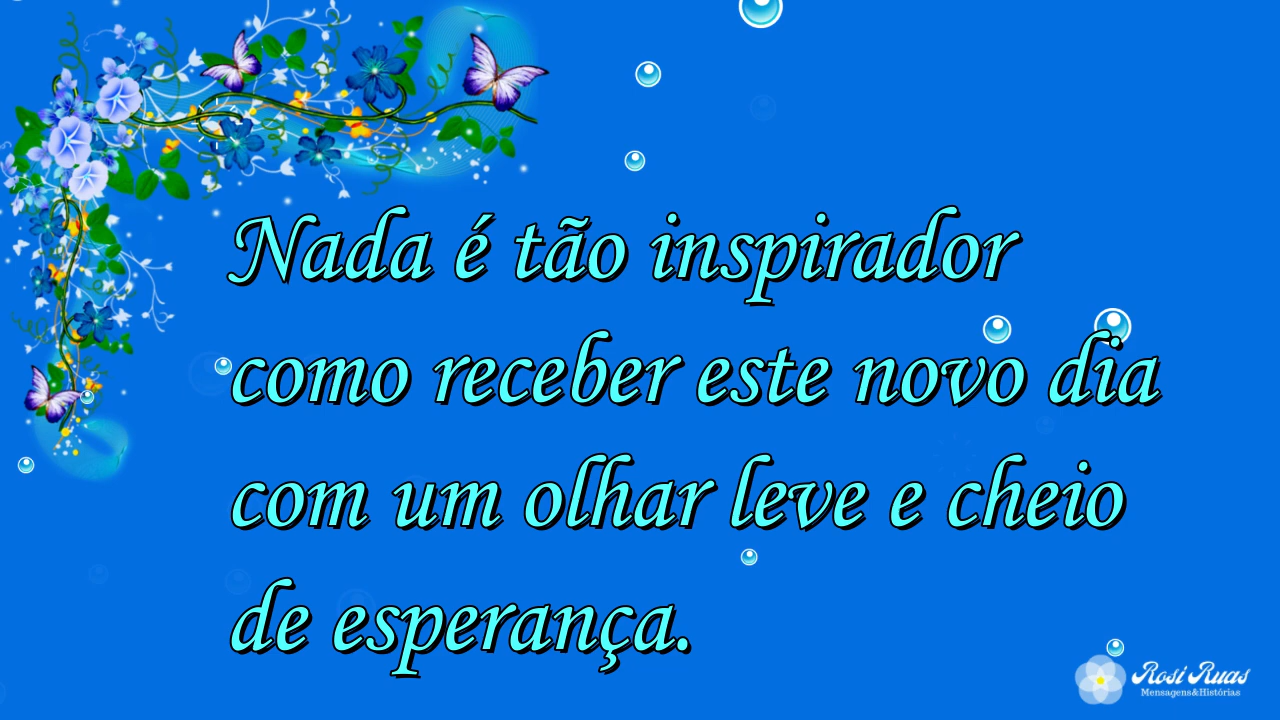 Nada é tão inspirador
como receber este novo dia
com um olhar leve e cheio
de esperança.
Rosi Ruas
Mensagens&Histórias